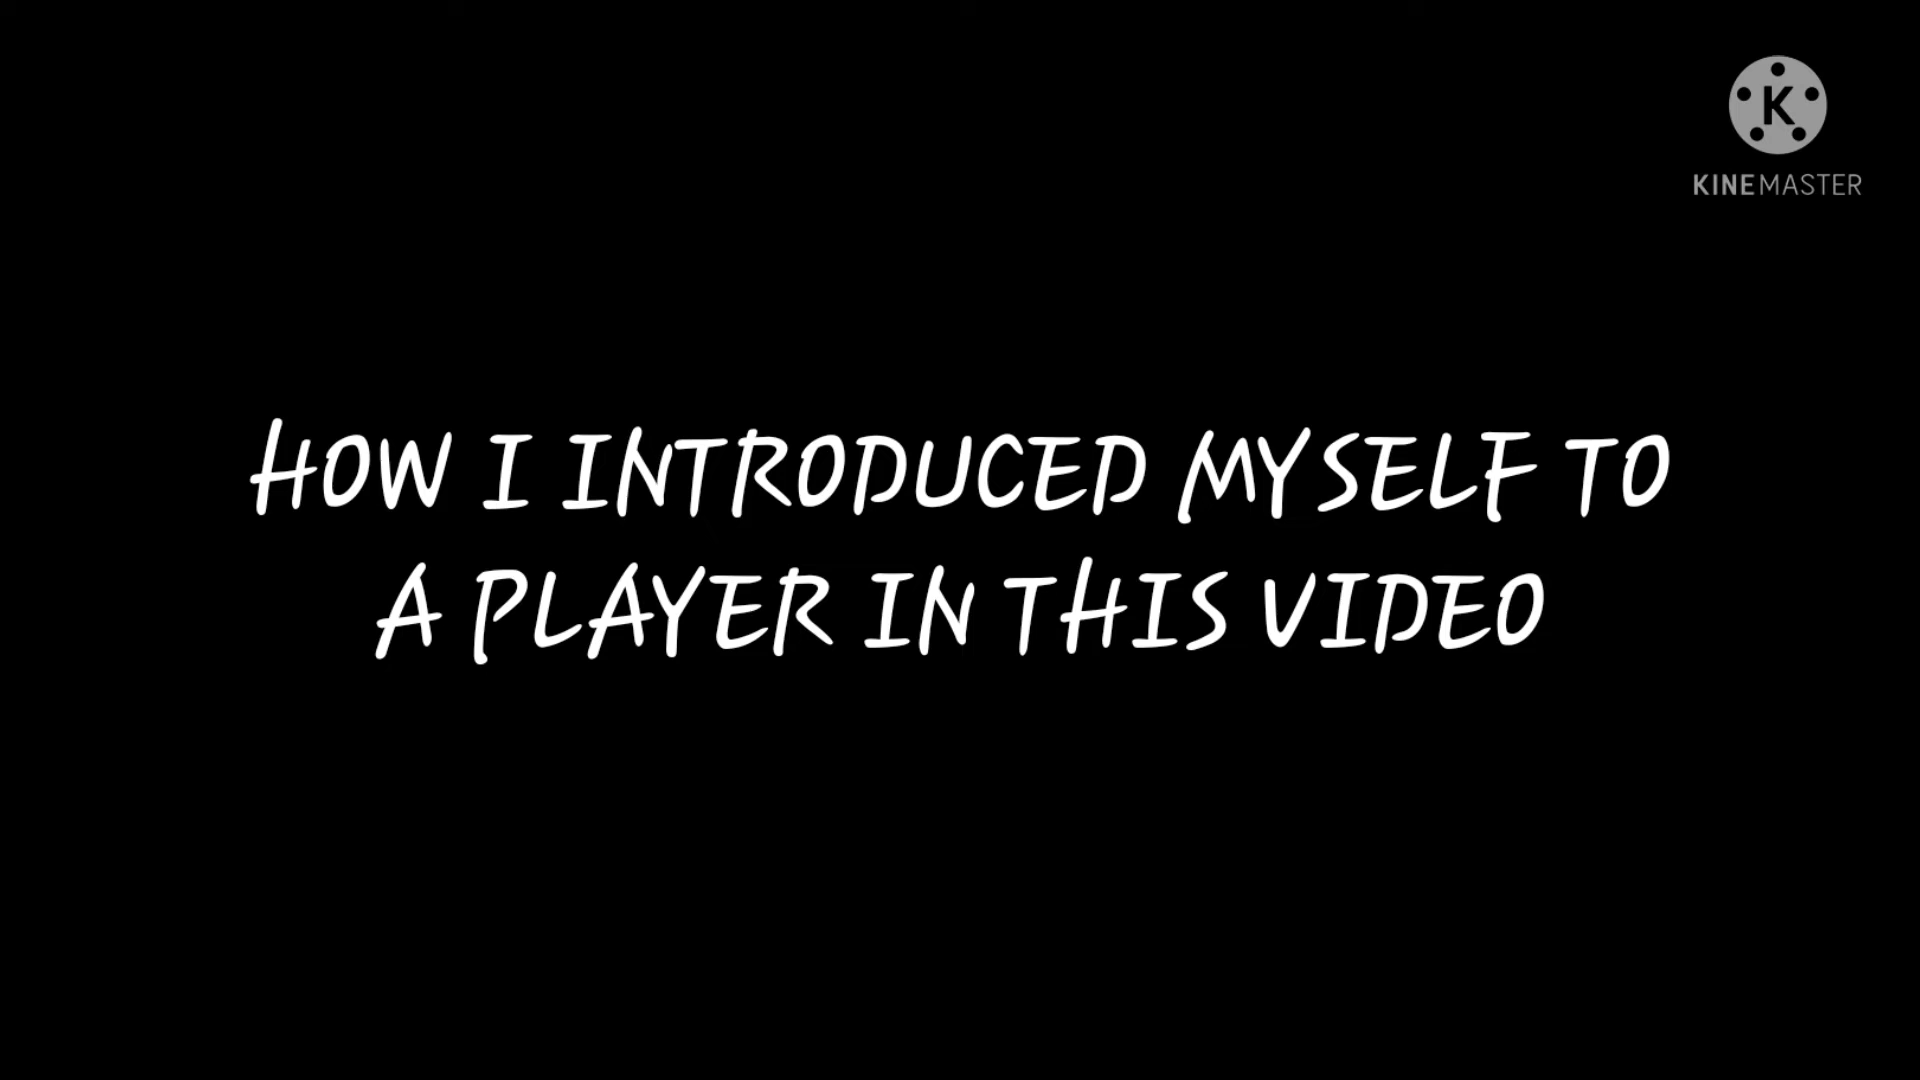 K
KINEMASTER
HOW I INTRODUCED MYSELF TO
A PLAYER IN THIS VIDEO